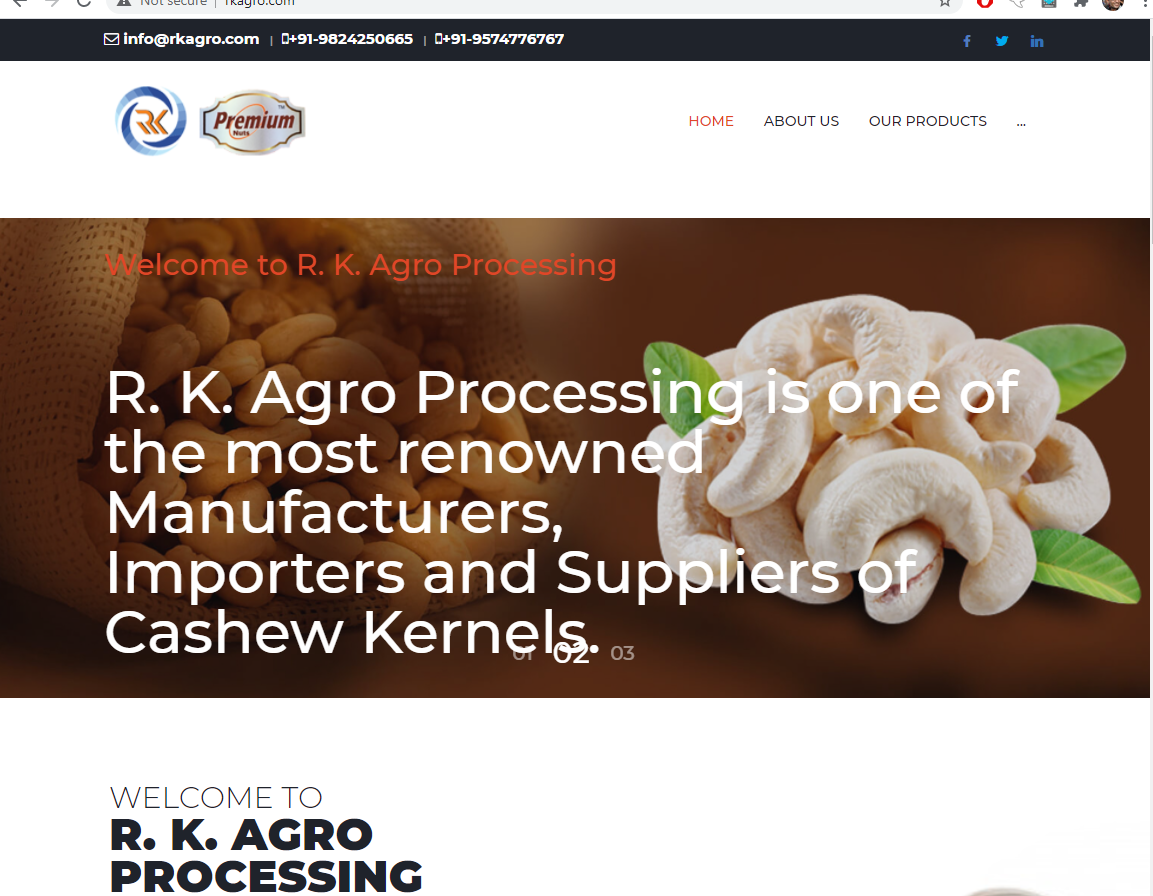 Not secure | rkagro.com
info@rkagro.com | +91-9824250665 | +91-9574776767
RK Premium TM
Nuts
HOME ABOUT US OUR PRODUCTS ...
Welcome to R. K. Agro Processing
R. K. Agro Processing is one of
the most renowned
Manufacturers,
Importers and Suppliers of
Cashew Kernels.
01 02 03
WELCOME TO
R. K. AGRO
PROCESSING